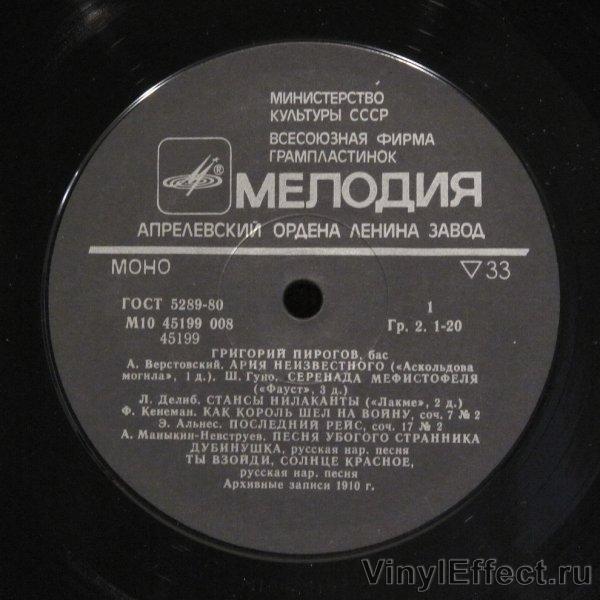 МИНИСТЕРСТВО
КУЛЬТУРЫ СССР
ВСЕСОЮЗНАЯ ФИРМА
ГРАМПЛАСТИНОК
®
МЕЛОДИЯ
АПРЕЛЕВСКИЙ ОРДЕНА ЛЕНИНА ЗАВОД
МОНО ▽33
ГОСТ 5289-80 1
М10 45199 008 Гр. 2. 1-20
45199
ГРИГОРИЙ ПИРОГОВ, бас
А. Верстовский. АРИЯ НЕИЗВЕСТНОГО («Аскольдова
могила», 1 д.). Ш. Гуно. СЕРЕНАДА МЕФИСТОФЕЛЯ
(«Фауст», 3 д.)
Л. Делиб. СТАНСЫ НИЛАКАНТЫ («Лакме», 2 д.)
Ф. Кенеман. КАК КОРОЛЬ ШЕЛ НА ВОЙНУ, соч. 7 № 2
Э. Альнес. ПОСЛЕДНИЙ РЕЙС, соч. 17 № 2
А. Маныкин-Невструев. ПЕСНЯ УБОГОГО СТРАННИКА
ДУБИНУШКА, русская нар. песня
ТЫ ВЗОЙДИ, СОЛНЦЕ КРАСНОЕ,
русская нар. песня
Архивные записи 1910 г.
VinylEffect.ru